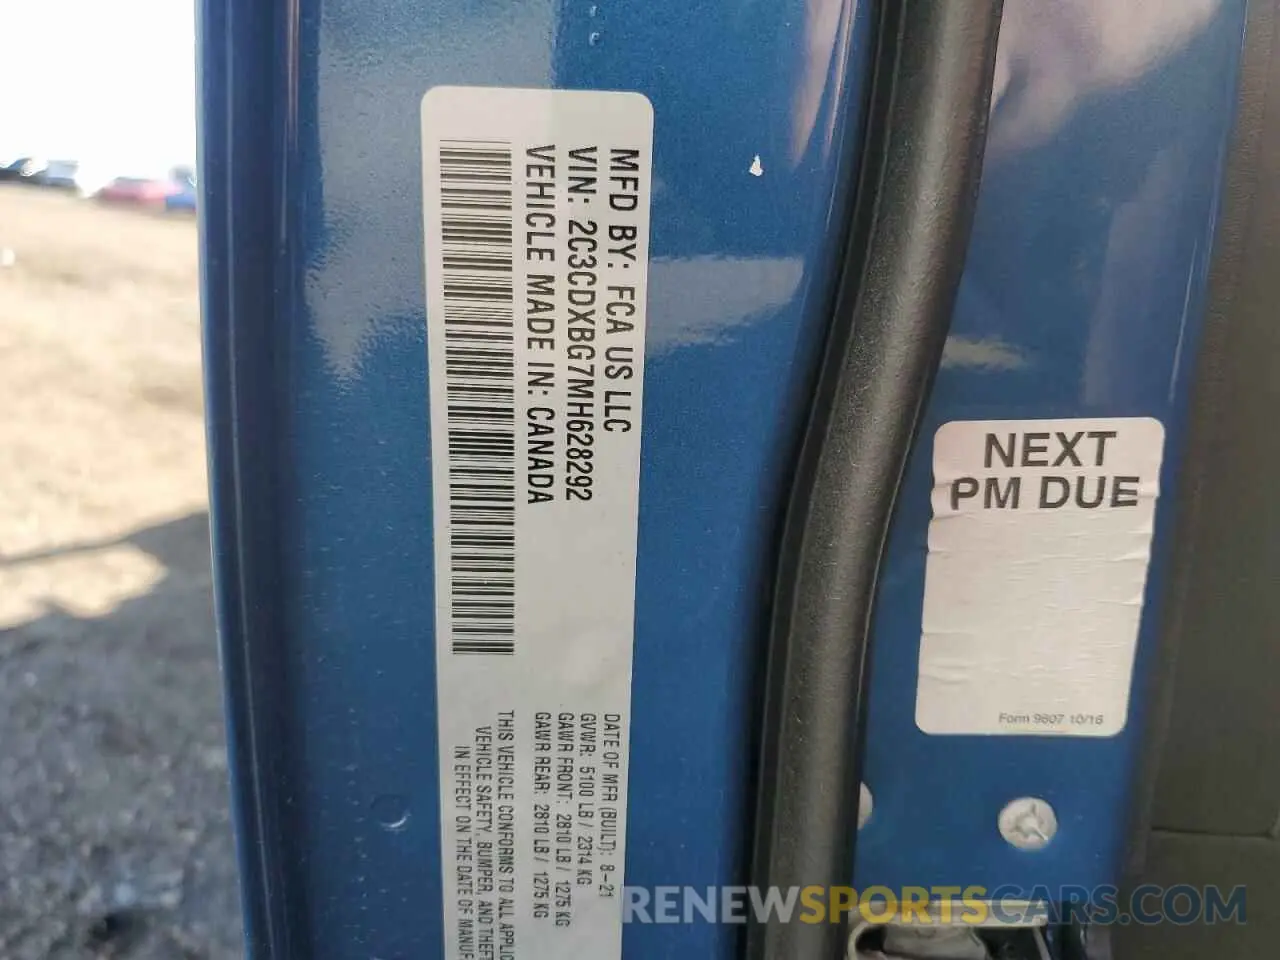 MFD BY: FCA US LLC
VIN: 2C3CDXBG7MH628292
VEHICLE MADE IN: CANADA
DATE OF MFR (BUILT): 8-21
GVWR: 5100 LB / 2314 KG
GAWR FRONT: 2810 LB / 1275 KG
GAWR REAR: 2810 LB / 1275 KG
THIS VEHICLE CONFORMS TO ALL APPLIC
VEHICLE SAFETY, BUMPER, AND THEFT
IN EFFECT ON THE DATE OF MANUF
NEXT
PM DUE
Form 9607 10/16
RENEWSPORTSCARS.COM